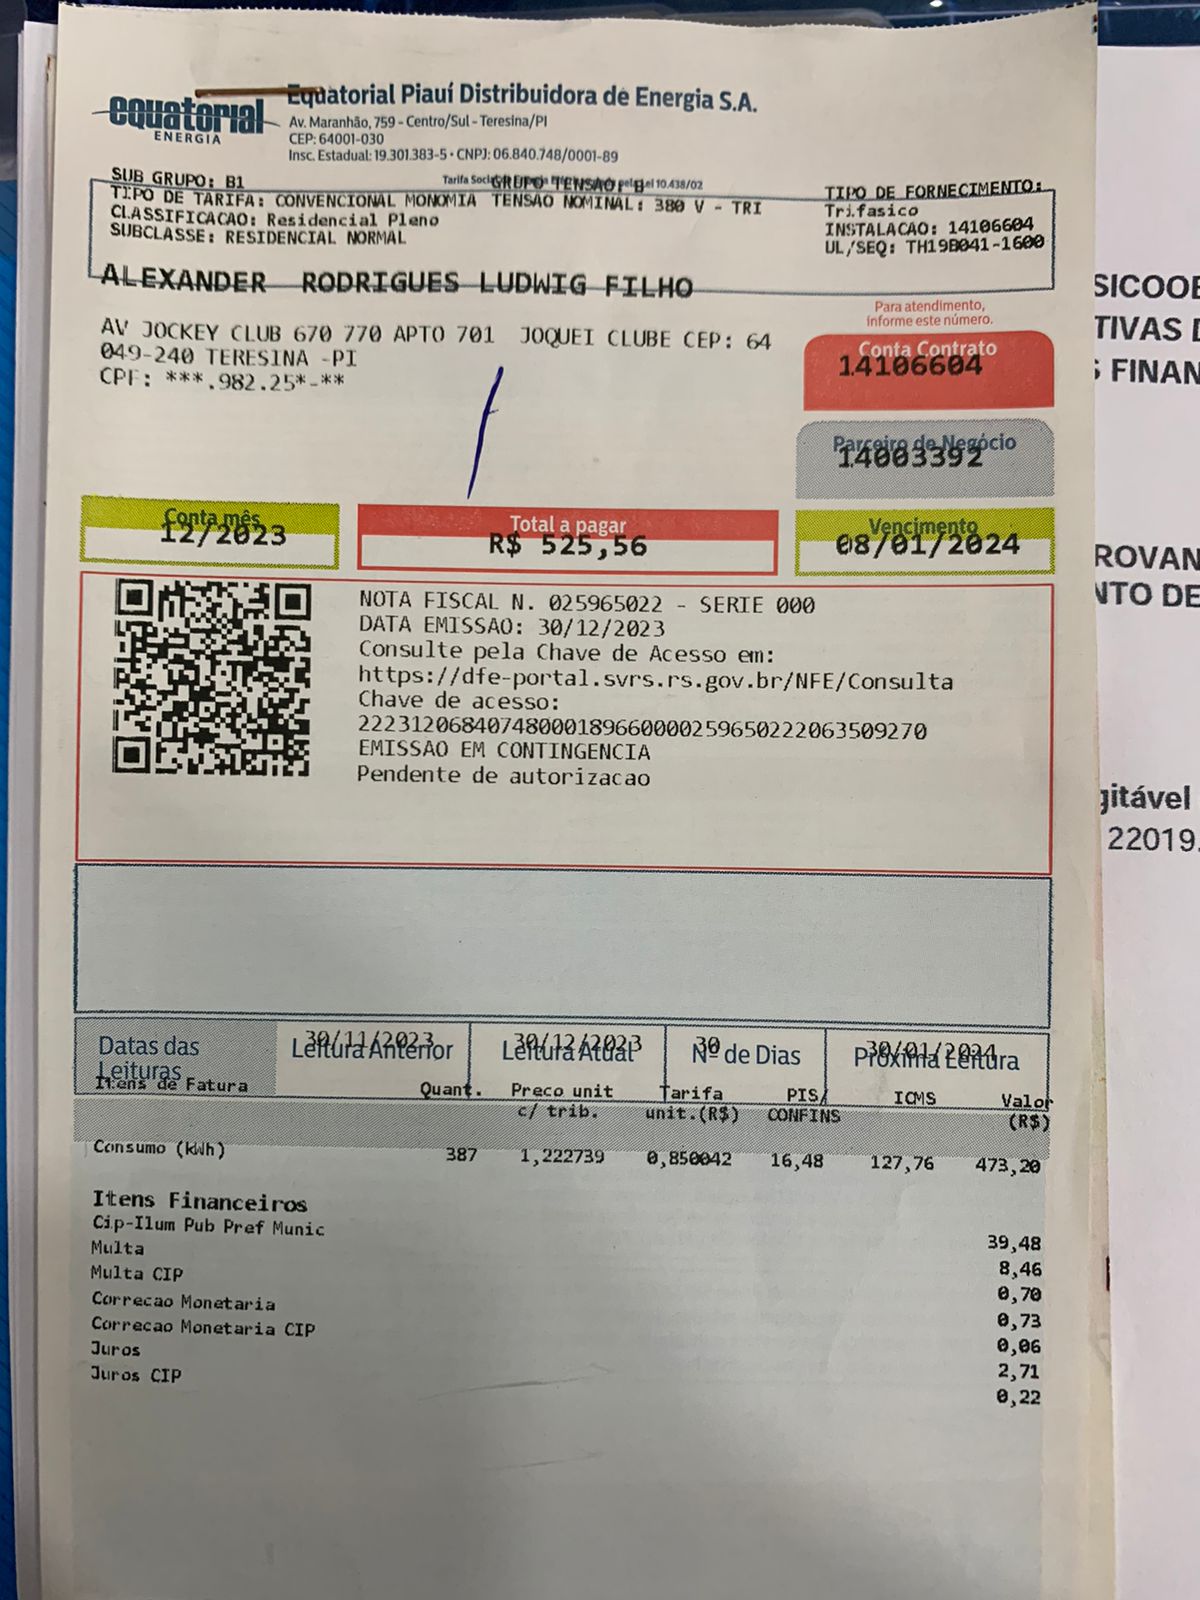 equatorial
ENERGIA
Equatorial Piauí Distribuidora de Energia S.A.
Av. Maranhão, 759 - Centro/Sul - Teresina/PI
CEP: 64001-030
Insc. Estadual: 19.301.383-5 • CNPJ: 06.840.748/0001-89
SUB GRUPO: B1
GRUPO TENSAO: B
10.438/02
TIPO DE FORNECIMENTO:
TIPO DE TARIFA: CONVENCIONAL MONOMIA TENSAO NOMINAL: 380 V - TRI
Trifasico
CLASSIFICACAO: Residencial Pleno
INSTALACAO: 14106604
SUBCLASSE: RESIDENCIAL NORMAL
UL/SEQ: TH19B041-1600
ALEXANDER RODRIGUES LUDWIG FILHO
AV JOCKEY CLUB 670 770 APTO 701 JOQUEI CLUBE CEP: 64
049-240 TERESINA -PI
CPF: ***.982.25*-**
Para atendimento,
informe este número.
Conta Contrato
14106604
Parceiro de Negócio
14003392
Conta mês
12/2023
Total a pagar
R$ 525,56
Vencimento
08/01/2024
NOTA FISCAL N. 025965022 - SERIE 000
DATA EMISSAO: 30/12/2023
Consulte pela Chave de Acesso em:
https://dfe-portal.svrs.rs.gov.br/NFE/Consulta
Chave de acesso:
22231206840748000189660000259650222063509270
EMISSAO EM CONTINGENCIA
Pendente de autorizacao
Datas das
Leituras
30/11/2023
Leitura Anterior
30/12/2023
Leitura Atual
30
Nº de Dias
30/01/2024
Próxima Leitura
Itens de Fatura Quant. Preco unit Tarifa PIS/ ICMS Valor
c/ trib. unit.(R$) CONFINS (R$)
Consumo (kWh) 387 1,222739 0,850042 16,48 127,76 473,20
Itens Financeiros
Cip-Ilum Pub Pref Munic 39,48
Multa 8,46
Multa CIP 0,70
Correcao Monetaria 0,73
Correcao Monetaria CIP 0,06
Juros 2,71
Juros CIP 0,22
SICOOB
TIVAS D
FINAN
ROVAN
NTO DE
gitável
22019.